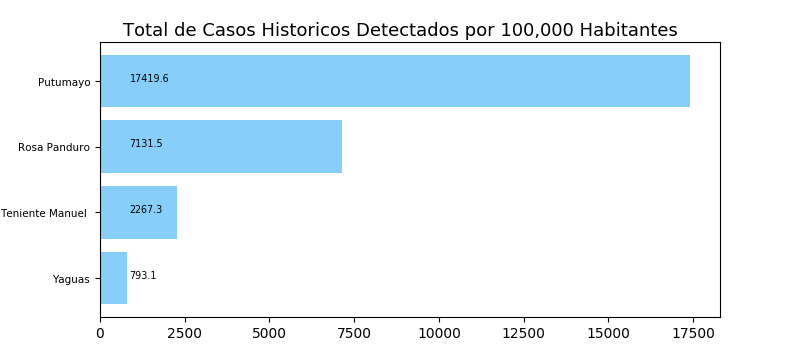 Total de Casos Historicos Detectados por 100,000 Habitantes
Putumayo 17419.6
Rosa Panduro 7131.5
Teniente Manuel 2267.3
Yaguas 793.1
0 2500 5000 7500 10000 12500 15000 17500